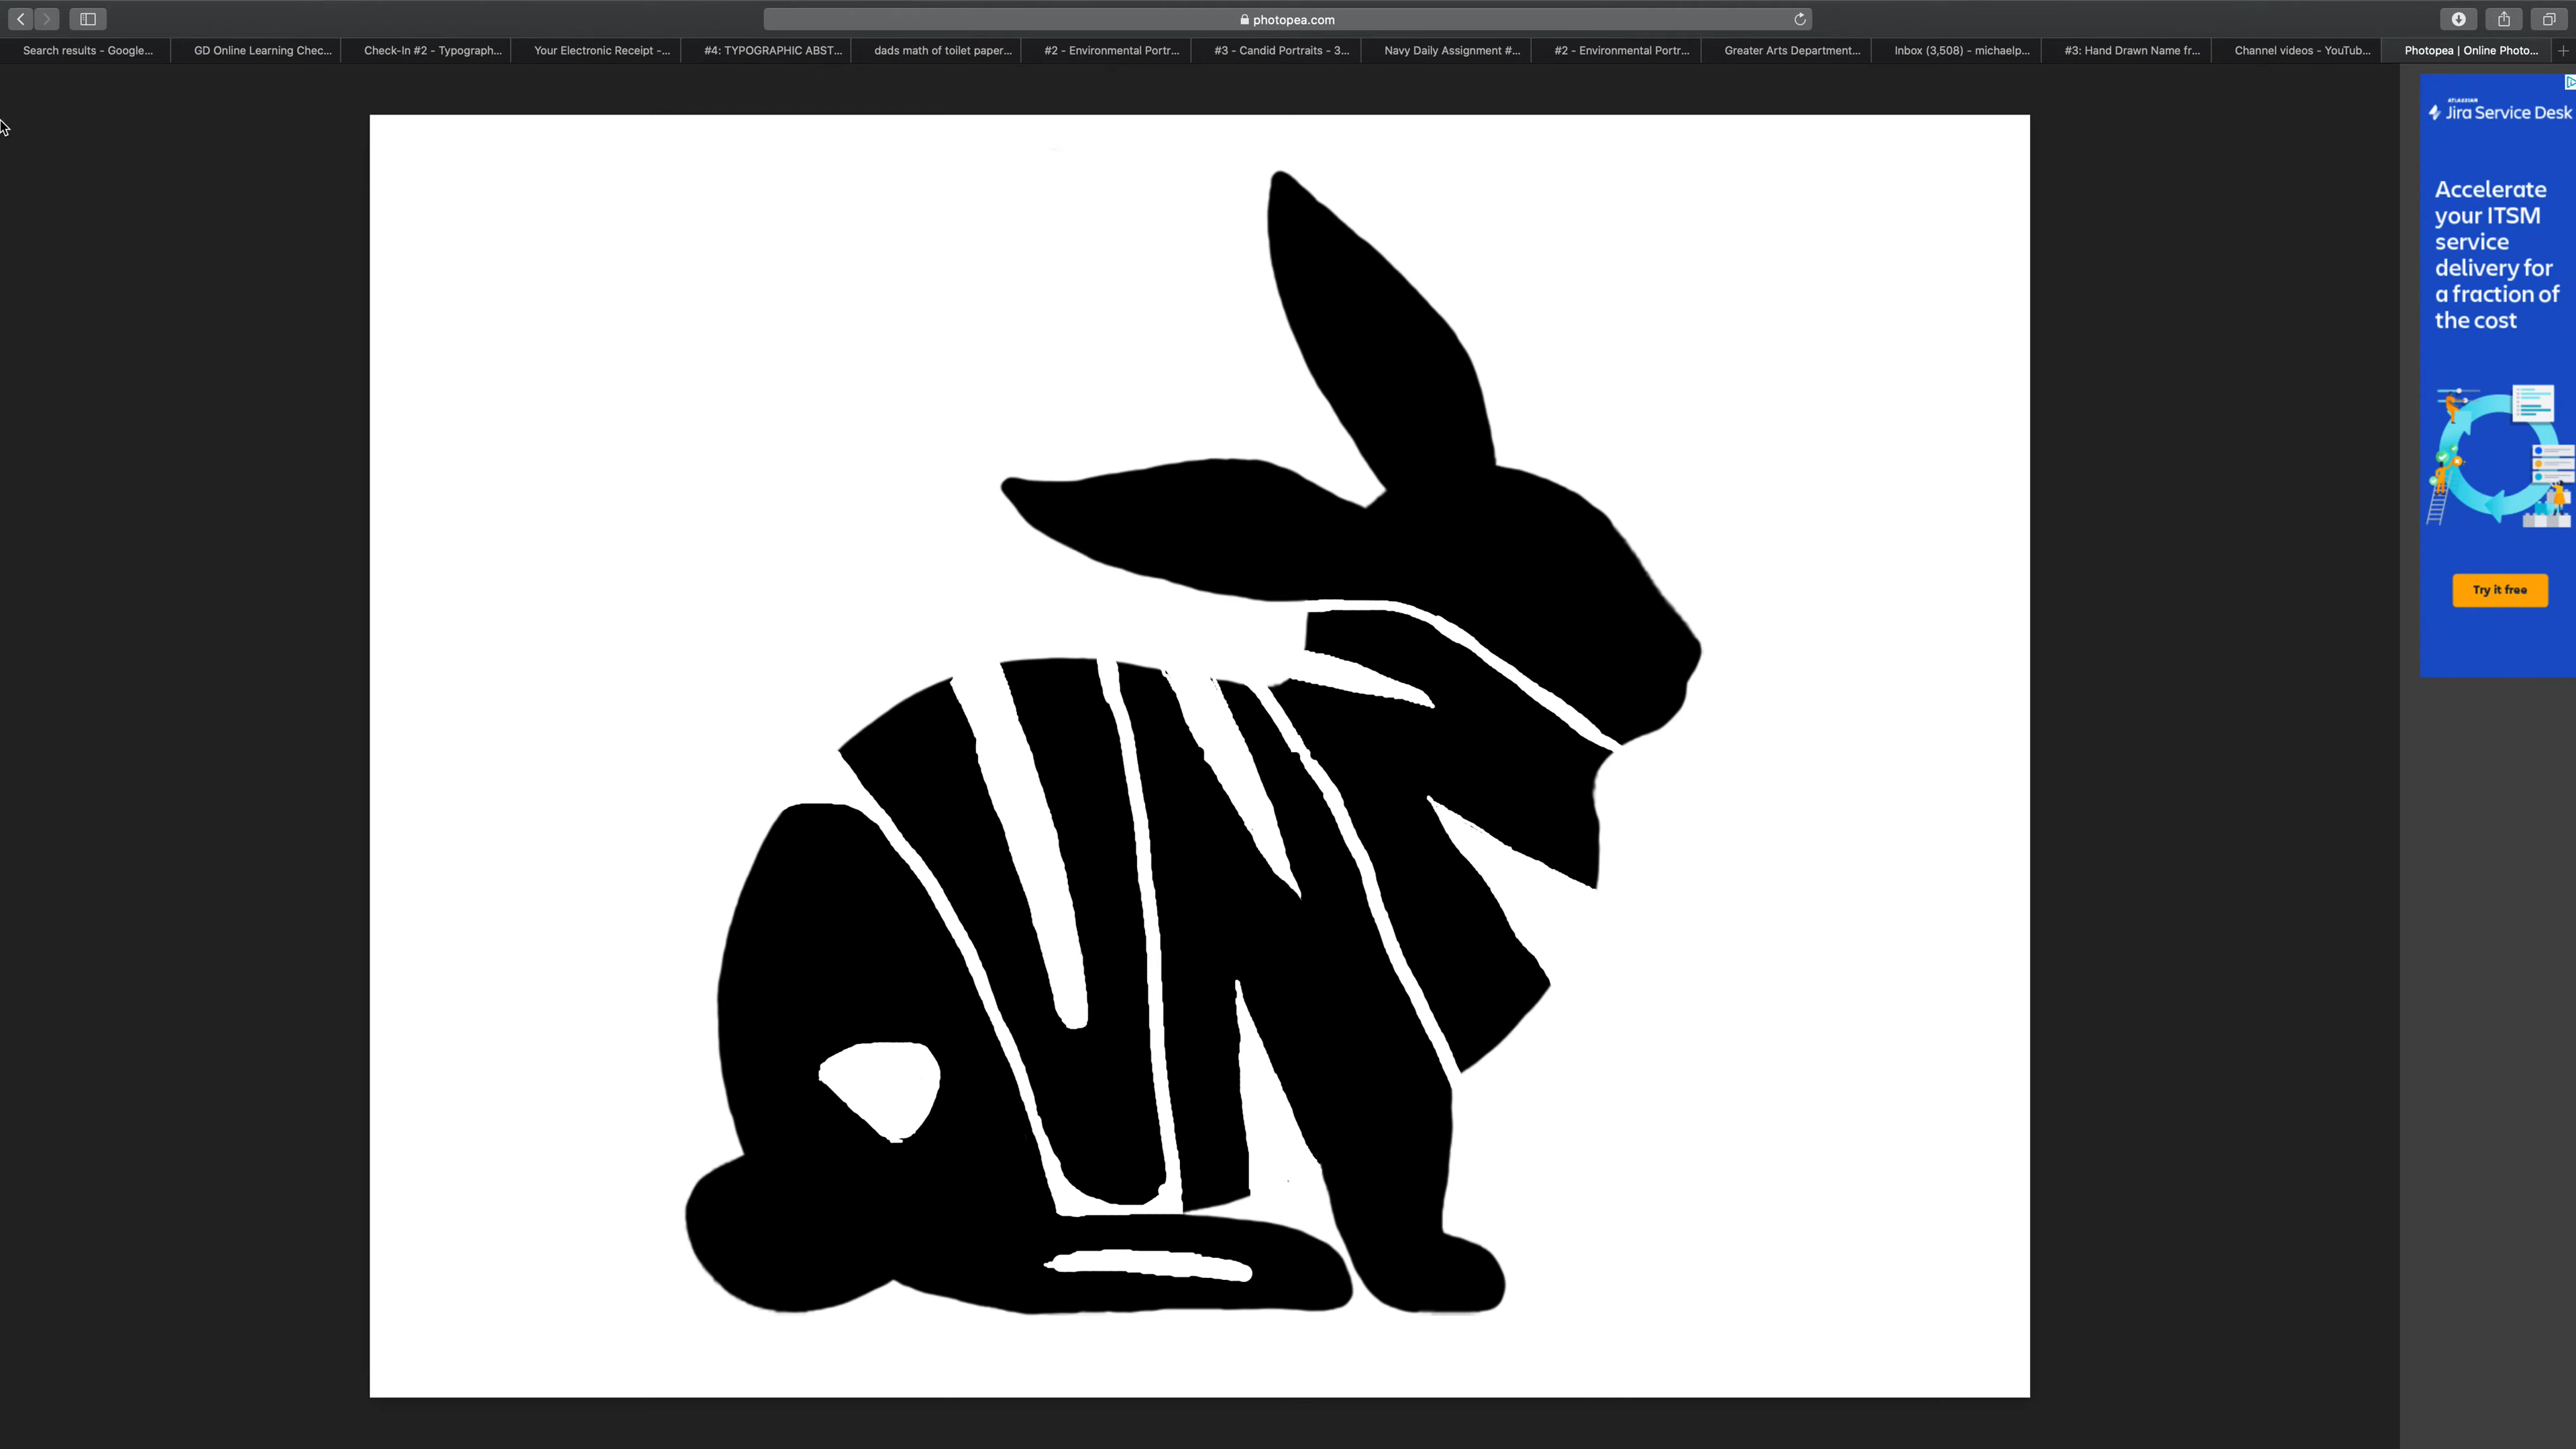 photopea.com
Search results - Google...
GD Online Learning Chec...
Check-In #2 - Typograph...
Your Electronic Receipt -...
#4: TYPOGRAPHIC ABST...
dads math of toilet paper...
#2 - Environmental Portr...
#3 - Candid Portraits - 3...
Navy Daily Assignment #...
#2 - Environmental Portr...
Greater Arts Department...
Inbox (3,508) - michaelp...
#3: Hand Drawn Name fr...
Channel videos - YouTub...
Photopea | Online Photo...
ATLASSIAN
Jira Service Desk
Accelerate
your ITSM
service
delivery for
a fraction of
the cost
Try it free
BUNNY